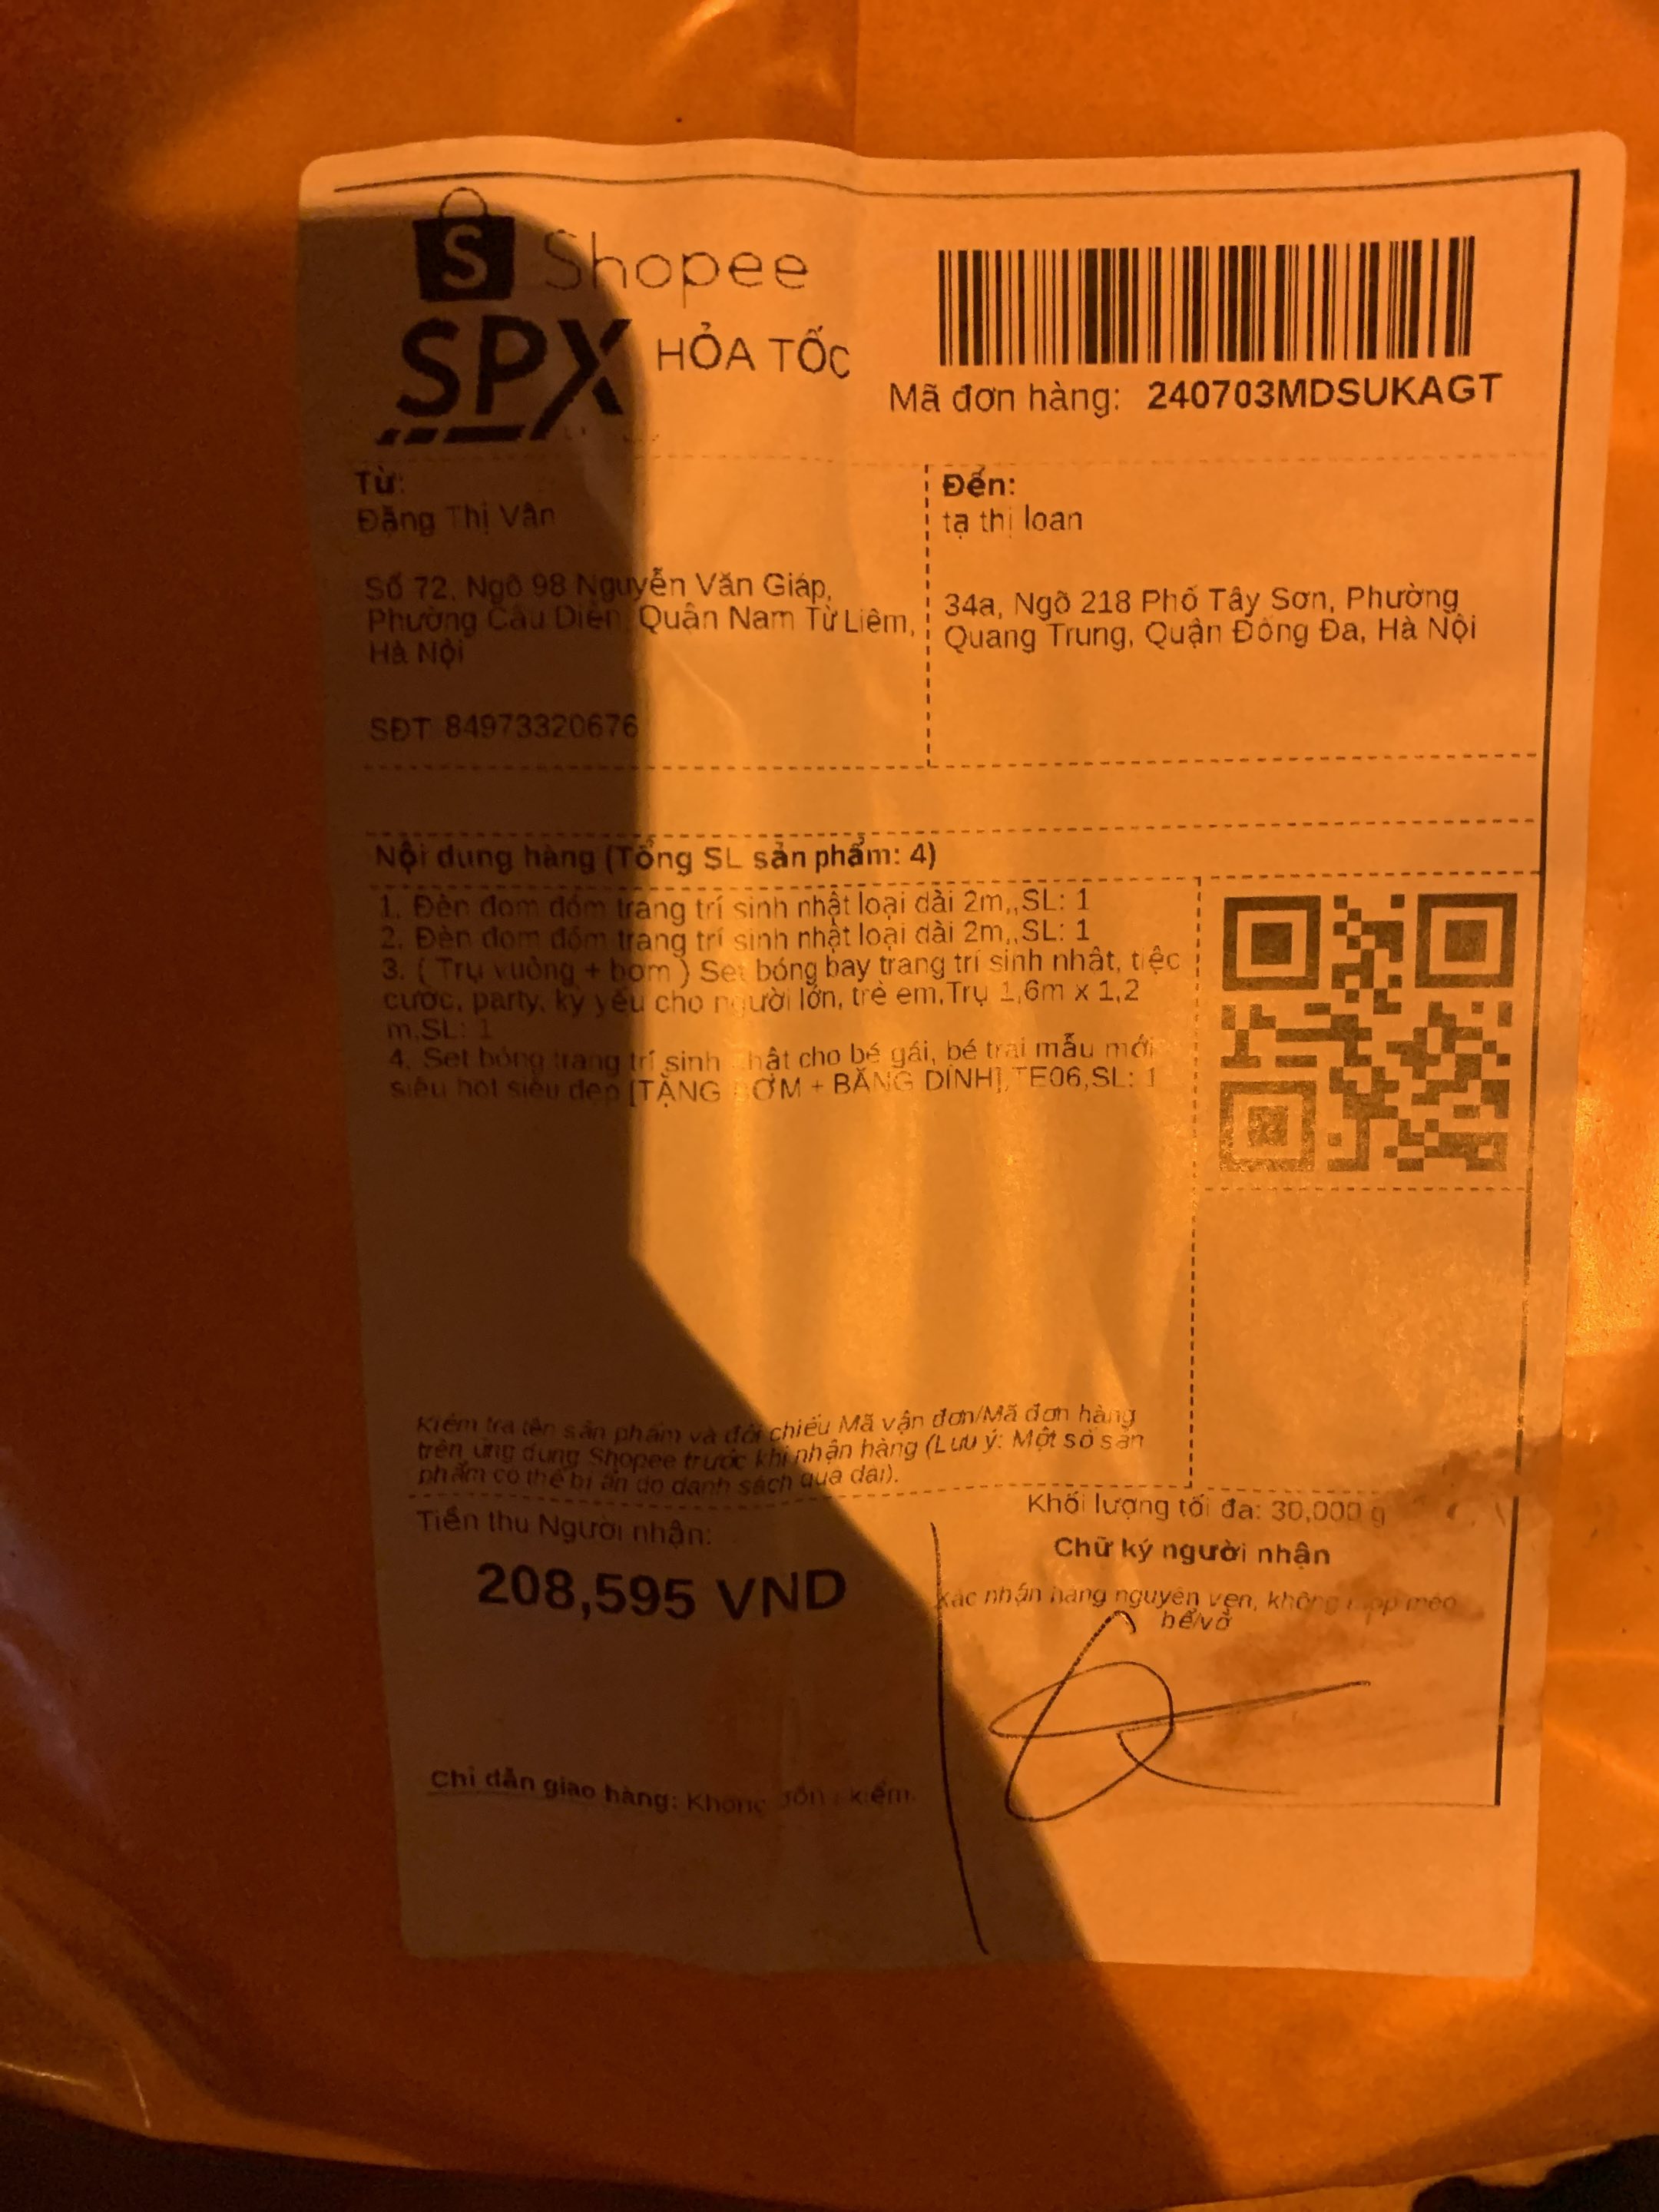 Shopee
SPX HỎA TỐC
Mã đơn hàng: 240703MDSUKAGT
Từ:
Đặng Thị Vân
Số 72, Ngõ 98 Nguyễn Văn Giáp,
Phường Cầu Diễn, Quận Nam Từ Liêm,
Hà Nội
SĐT 84973320676
Đến:
tạ thị loan
34a, Ngõ 218 Phố Tây Sơn, Phường
Quang Trung, Quận Đống Đa, Hà Nội
Nội dung hàng (Tổng SL sản phẩm: 4)
1. Đèn đom đóm trang trí sinh nhật loại dài 2m,,SL: 1
2. Đèn đom đóm trang trí sinh nhật loại dài 2m,,SL: 1
3. ( Trụ vuông + bơm ) Set bóng bay trang trí sinh nhật, tiệc
cưới, party, kỷ yếu cho người lớn, trẻ em,Trụ 1,6m x 1,2
m,SL: 1
4. Set bóng trang trí sinh nhật cho bé gái, bé trai mẫu mới
siêu hot siêu đẹp [TẶNG BƠM + BĂNG DÍNH],TE06,SL: 1
Kiểm tra tên sản phẩm và đối chiếu Mã vận đơn/Mã đơn hàng
trên ứng dụng Shopee trước khi nhận hàng (Lưu ý: Một số sản
phẩm có thể bị ẩn do danh sách quá dài).
Tiền thu Người nhận:
208,595 VND
Khối lượng tối đa: 30,000 g
Chữ ký người nhận
Xác nhận hàng nguyên vẹn, không móp méo
bể/vỡ
Chỉ dẫn giao hàng: Không đồng kiểm.